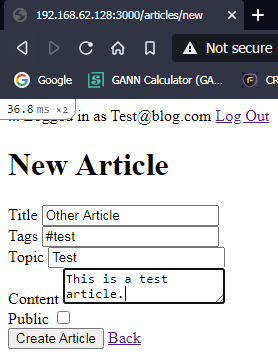 192.168.62.128:3000/articles/new
Not secure
Google GANN Calculator (GA... CR
36.8 ms ×2
Logged in as Test@blog.com Log Out
New Article
Title Other Article
Tags #test
Topic Test
Content This is a test
article.
Public
Create Article Back